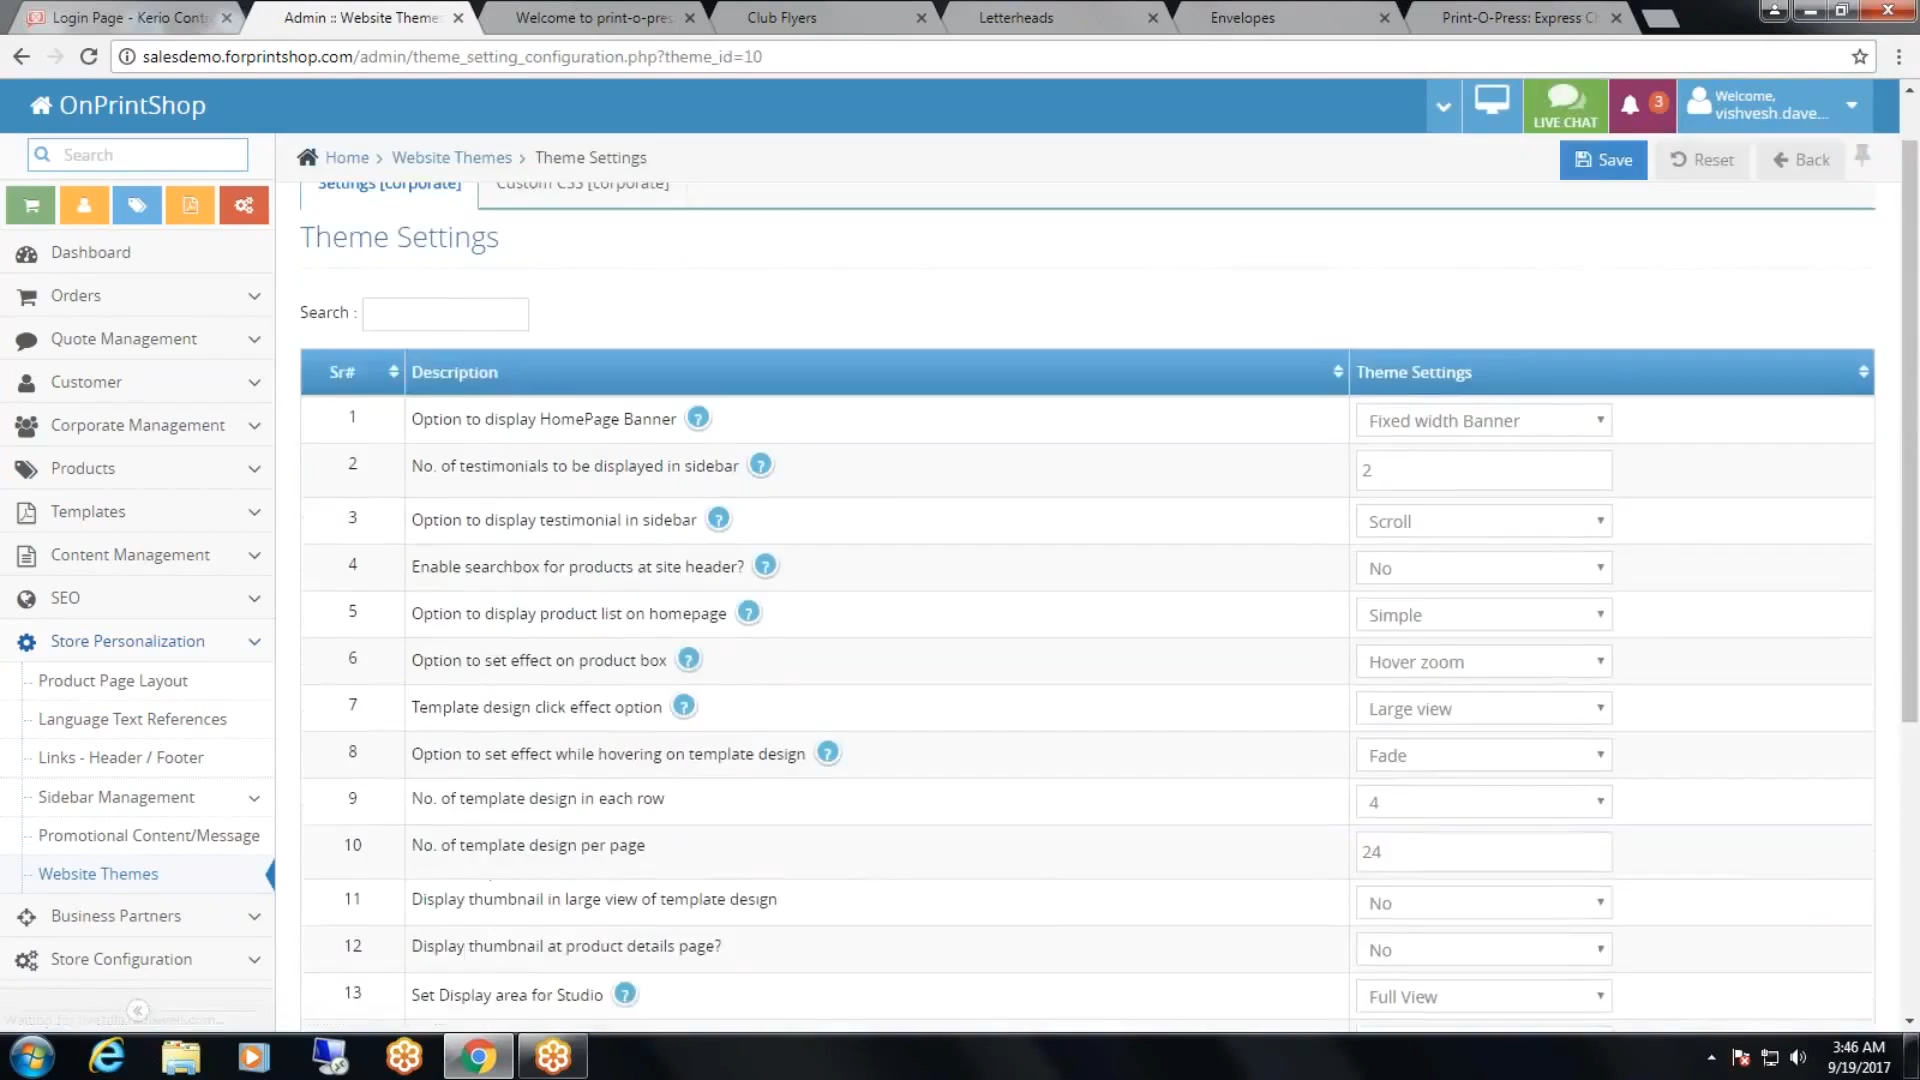 Login Page - Kerio Cont
Admin :: Website Theme
Welcome to print-o-pres
Club Flyers
Letterheads
Envelopes
Print-O-Press: Express C
salesdemo.forprintshop.com/admin/theme_setting_configuration.php?theme_id=10
OnPrintShop
LIVE CHAT
3
Welcome,
vishvesh.dave...
Search
Home > Website Themes > Theme Settings
Save
Reset
Back
Settings [corporate]
Custom CSS [corporate]
Theme Settings
Search :
Sr#
Description
Theme Settings
1 Option to display HomePage Banner ? Fixed width Banner
2 No. of testimonials to be displayed in sidebar ? 2
3 Option to display testimonial in sidebar ? Scroll
4 Enable searchbox for products at site header? ? No
5 Option to display product list on homepage ? Simple
6 Option to set effect on product box ? Hover zoom
7 Template design click effect option ? Large view
8 Option to set effect while hovering on template design ? Fade
9 No. of template design in each row 4
10 No. of template design per page 24
11 Display thumbnail in large view of template design No
12 Display thumbnail at product details page? No
13 Set Display area for Studio ? Full View
Dashboard
Orders
Quote Management
Customer
Corporate Management
Products
Templates
Content Management
SEO
Store Personalization
Product Page Layout
Language Text References
Links - Header / Footer
Sidebar Management
Promotional Content/Message
Website Themes
Business Partners
Store Configuration
3:46 AM
9/19/2017